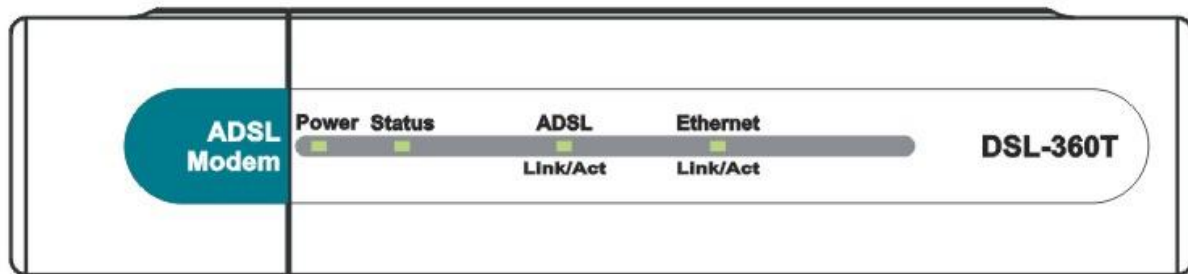 ADSL
Modem
Power Status ADSL Ethernet
Link/Act Link/Act
DSL-360T